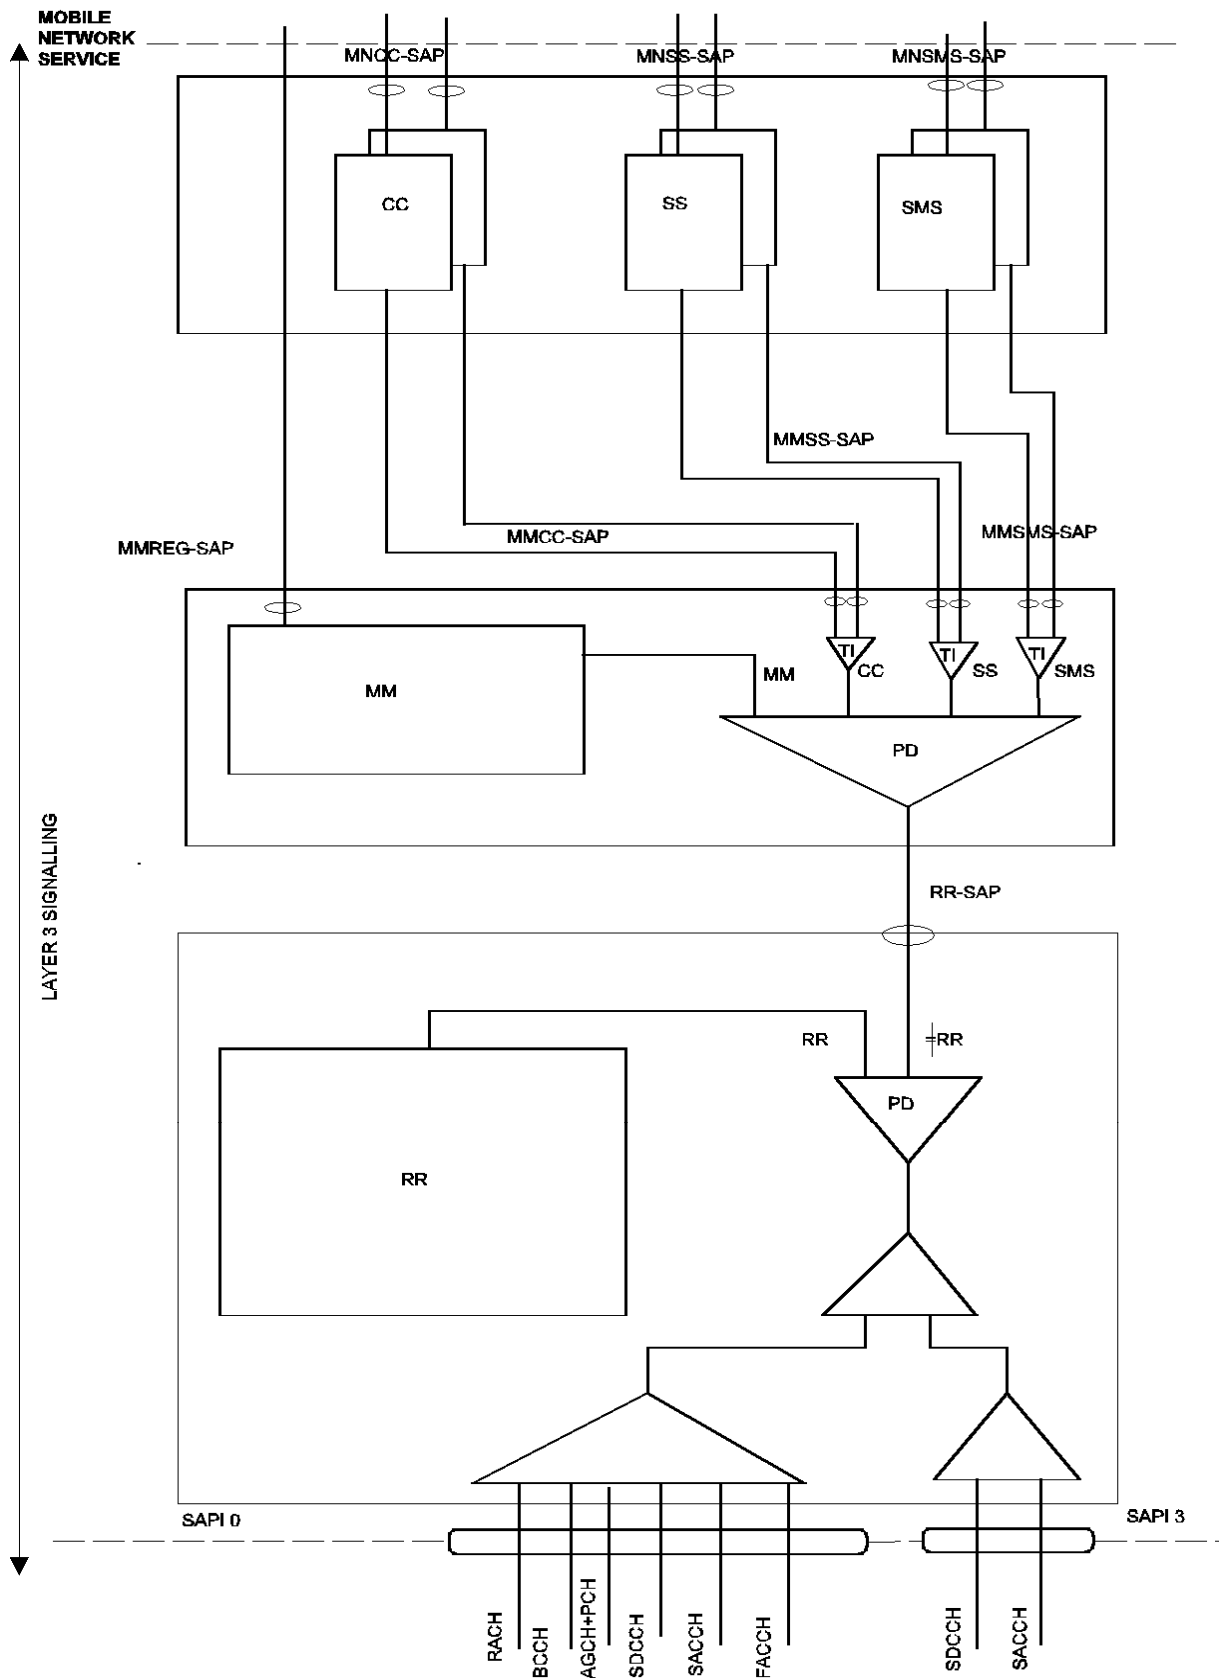 MOBILE
NETWORK
SERVICE
MNCC-SAP
MNSS-SAP
MNSMS-SAP
CC
SS
SMS
MMSS-SAP
MMREG-SAP
MMCC-SAP
MMSMS-SAP
TI
TI
TI
MM
MM
CC
SS
SMS
PD
LAYER 3 SIGNALLING
RR-SAP
RR
≠RR
PD
RR
SAPI 0
SAPI 3
RACH
BCCH
AGCH+PCH
SDCCH
SACCH
FACCH
SDCCH
SACCH